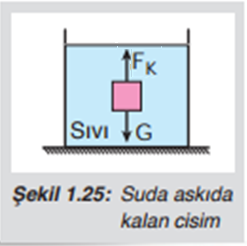 F_K
Sıvı G
Şekil 1.25: Suda askıda
kalan cisim